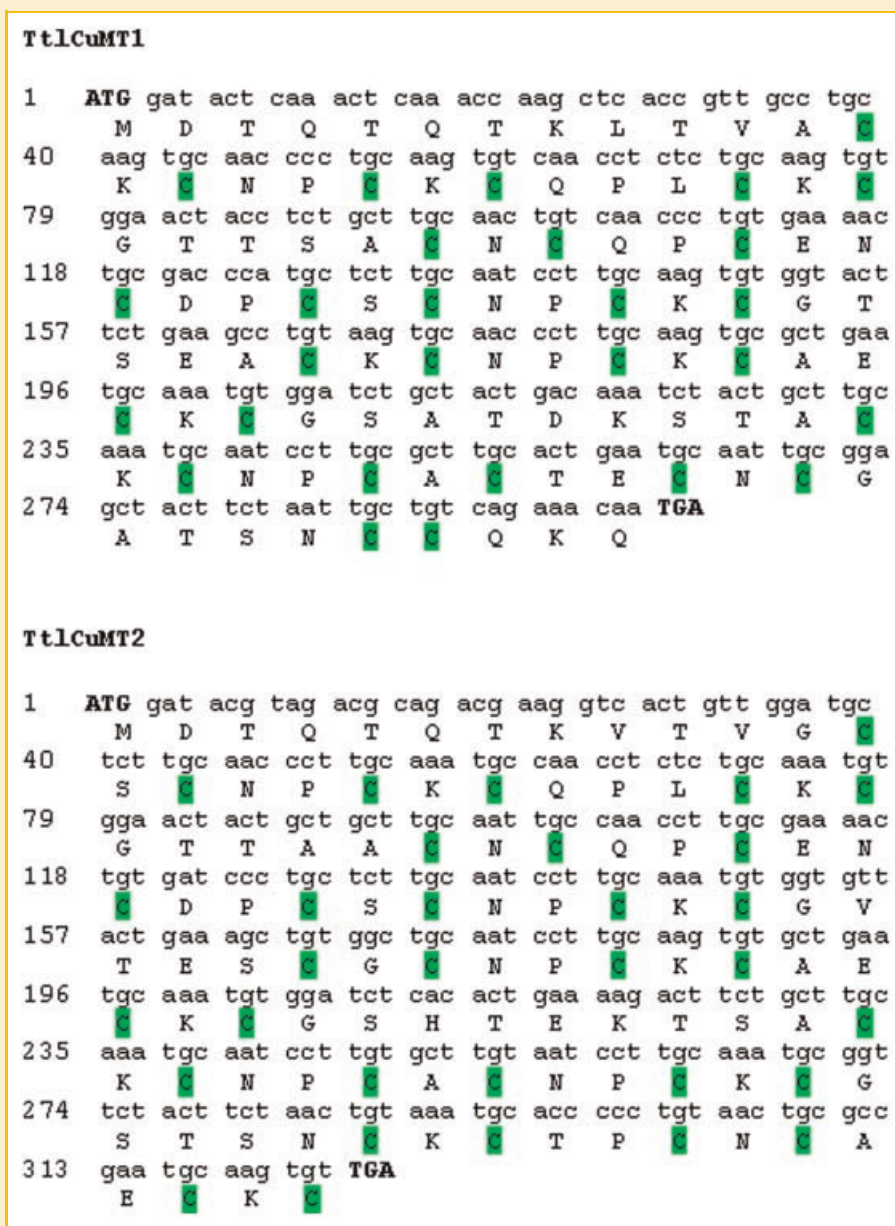 TtlCuMT1
1 ATG gat act caa act caa acc aag ctc acc gtt gcc tgc
M D T Q T Q T K L T V A C
40 aag tgc aac ccc tgc aag tgt caa cct ctc tgc aag tgt
K C N P C K C Q P L C K C
79 gga act acc tct gct tgc aac tgt caa ccc tgt gaa aac
G T T S A C N C Q P C E N
118 tgc gac cca tgc tct tgc aat cct tgc aag tgt ggt act
C D P C S C N P C K C G T
157 tct gaa gcc tgt aag tgc aac cct tgc aag tgc gct gaa
S E A C K C N P C K C A E
196 tgc aaa tgt gga tct gct act gac aaa tct act gct tgc
C K C G S A T D K S T A C
235 aaa tgc aat cct tgc gct tgc act gaa tgc aat tgc gga
K C N P C A C T E C N C G
274 gct act tct aat tgc tgt cag aaa caa TGA
A T S N C C Q K Q
TtlCuMT2
1 ATG gat acg tag acg cag acg aag gtc act gtt gga tgc
M D T Q T Q T K V T V G C
40 tct tgc aac cct tgc aaa tgc caa cct ctc tgc aaa tgt
S C N P C K C Q P L C K C
79 gga act act gct gct tgc aat tgc caa cct tgc gaa aac
G T T A A C N C Q P C E N
118 tgt gat ccc tgc tct tgc aat cct tgc aaa tgt ggt gtt
C D P C S C N P C K C G V
157 act gaa agc tgt ggc tgc aat cct tgc aag tgt gct gaa
T E S C G C N P C K C A E
196 tgc aaa tgt gga tct cac act gaa aag act tct gct tgc
C K C G S H T E K T S A C
235 aaa tgc aat cct tgt gct tgt aat cct tgc aaa tgc ggt
K C N P C A C N P C K C G
274 tct act tct aac tgt aaa tgc acc ccc tgt aac tgc gcc
S T S N C K C T P C N C A
313 gaa tgc aag tgt TGA
E C K C